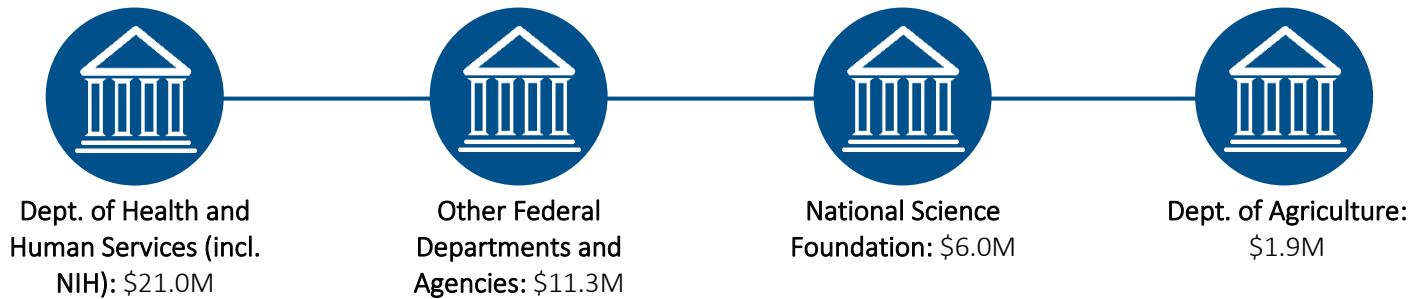 Dept. of Health and
Human Services (incl.
NIH): $21.0M
Other Federal
Departments and
Agencies: $11.3M
National Science
Foundation: $6.0M
Dept. of Agriculture:
$1.9M